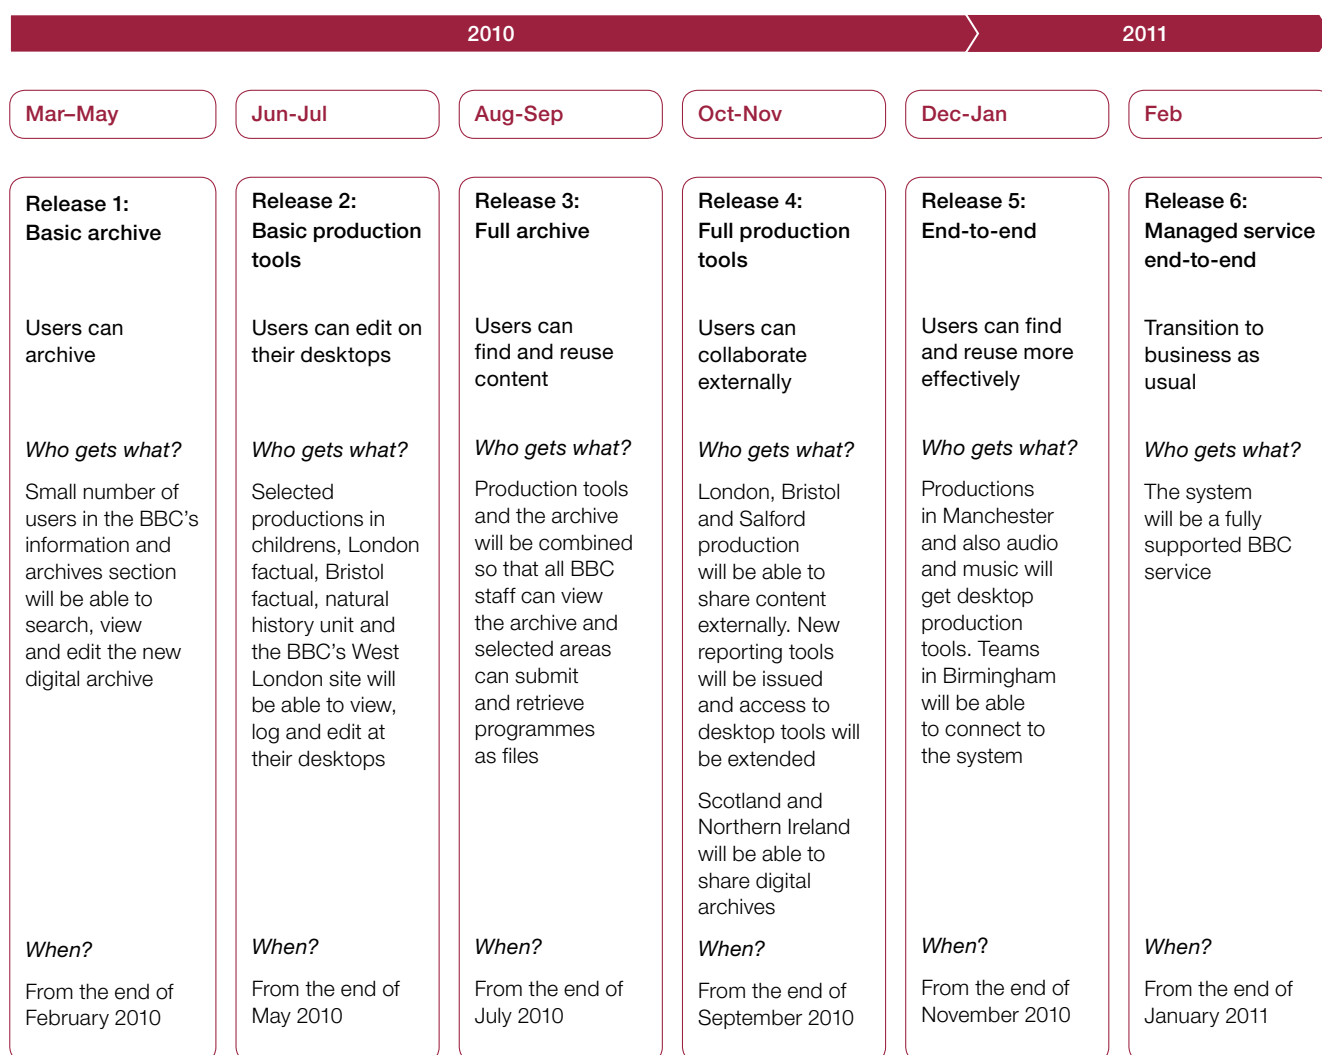 2010
2011
Mar–May
Jun-Jul
Aug-Sep
Oct-Nov
Dec-Jan
Feb
Release 1:
Basic archive
Users can
archive
Who gets what?
Small number of
users in the BBC’s
information and
archives section
will be able to
search, view
and edit the new
digital archive
When?
From the end of
February 2010
Release 2:
Basic production
tools
Users can edit on
their desktops
Who gets what?
Selected
productions in
childrens, London
factual, Bristol
factual, natural
history unit and
the BBC’s West
London site will
be able to view,
log and edit at
their desktops
When?
From the end of
May 2010
Release 3:
Full archive
Users can
find and reuse
content
Who gets what?
Production tools
and the archive
will be combined
so that all BBC
staff can view
the archive and
selected areas
can submit
and retrieve
programmes
as files
When?
From the end of
July 2010
Release 4:
Full production
tools
Users can
collaborate
externally
Who gets what?
London, Bristol
and Salford
production
will be able to
share content
externally. New
reporting tools
will be issued
and access to
desktop tools will
be extended
Scotland and
Northern Ireland
will be able to
share digital
archives
When?
From the end of
September 2010
Release 5:
End-to-end
Users can find
and reuse more
effectively
Who gets what?
Productions
in Manchester
and also audio
and music will
get desktop
production
tools. Teams
in Birmingham
will be able
to connect to
the system
When?
From the end of
November 2010
Release 6:
Managed service
end-to-end
Transition to
business as
usual
Who gets what?
The system
will be a fully
supported BBC
service
When?
From the end of
January 2011